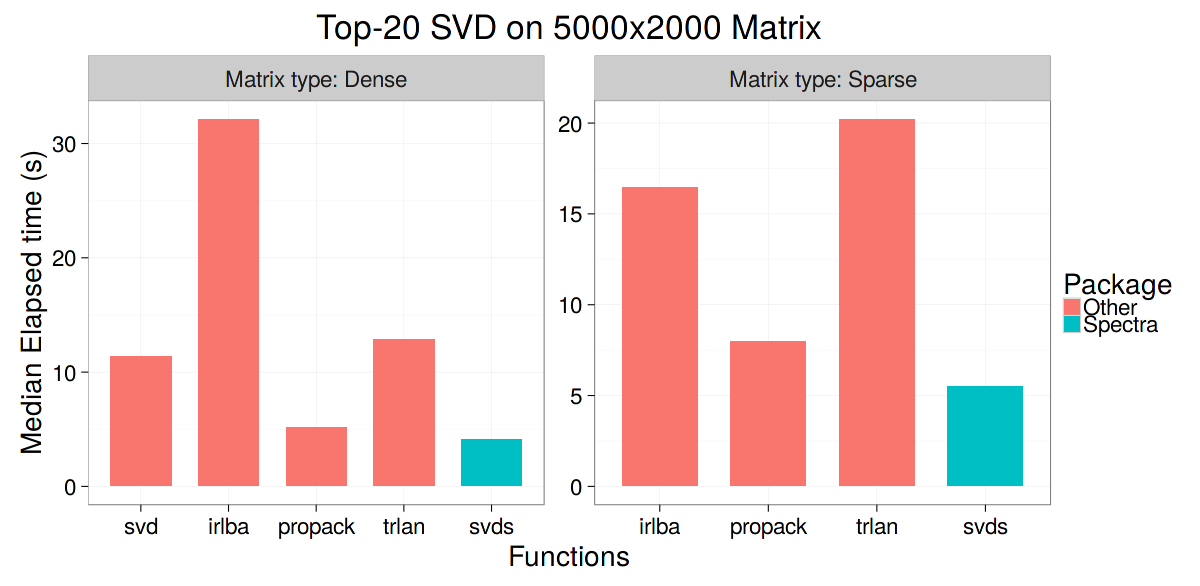 Top-20 SVD on 5000x2000 Matrix
Matrix type: Dense
Matrix type: Sparse
Median Elapsed time (s)
30
20
10
0
20
15
10
5
0
svd irlba propack trlan svds
irlba propack trlan svds
Functions
Package
Other
Spectra